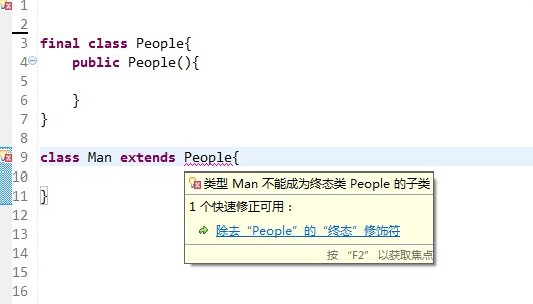 1
2
3 final class People{
4 public People(){
5
6 }
7 }
8
9 class Man extends People{
10
11 }
12
13
14
15
16
类型 Man 不能成为终态类 People 的子类
1 个快速修正可用：
除去“People”的“终态”修饰符
按 “F2” 以获取焦点